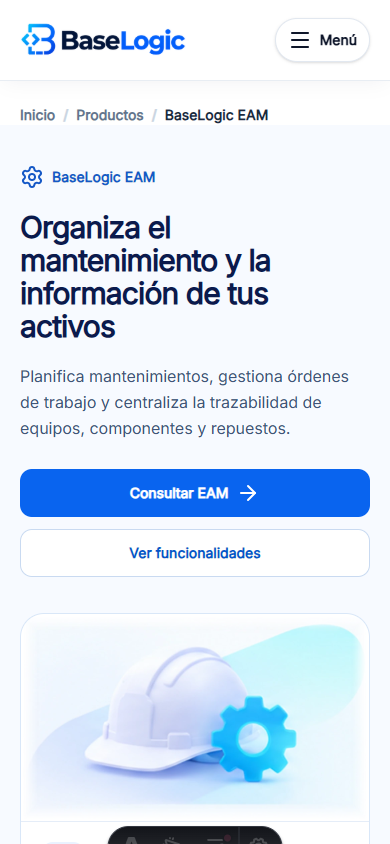 BaseLogic
Menú
Inicio / Productos / BaseLogic EAM
BaseLogic EAM
Organiza el
mantenimiento y la
información de tus
activos
Planifica mantenimientos, gestiona órdenes
de trabajo y centraliza la trazabilidad de
equipos, componentes y repuestos.
Consultar EAM
Ver funcionalidades